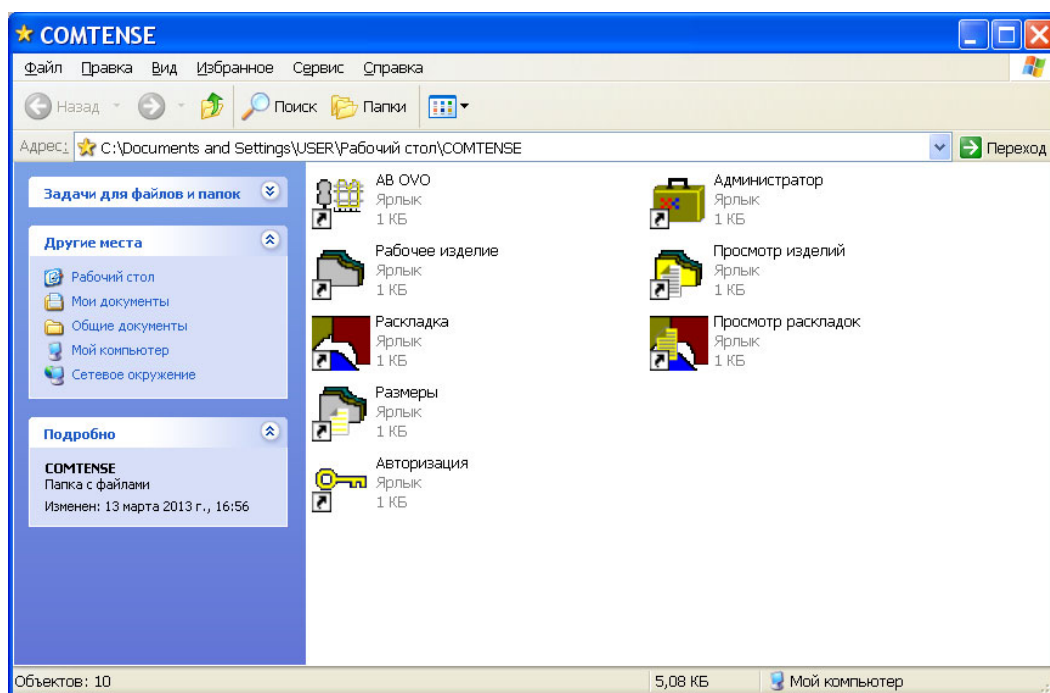 COMTENSE
Файл Правка Вид Избранное Сервис Справка
Назад Поиск Папки
Адрес: C:\Documents and Settings\USER\Рабочий стол\COMTENSE Переход
Задачи для файлов и папок
Другие места
Рабочий стол
Мои документы
Общие документы
Мой компьютер
Сетевое окружение
Подробно
COMTENSE
Папка с файлами
Изменен: 13 марта 2013 г., 16:56
AB OVO
Ярлык
1 КБ
Администратор
Ярлык
1 КБ
Рабочее изделие
Ярлык
1 КБ
Просмотр изделий
Ярлык
1 КБ
Раскладка
Ярлык
1 КБ
Просмотр раскладок
Ярлык
1 КБ
Размеры
Ярлык
1 КБ
Авторизация
Ярлык
1 КБ
Объектов: 10 5,08 КБ Мой компьютер